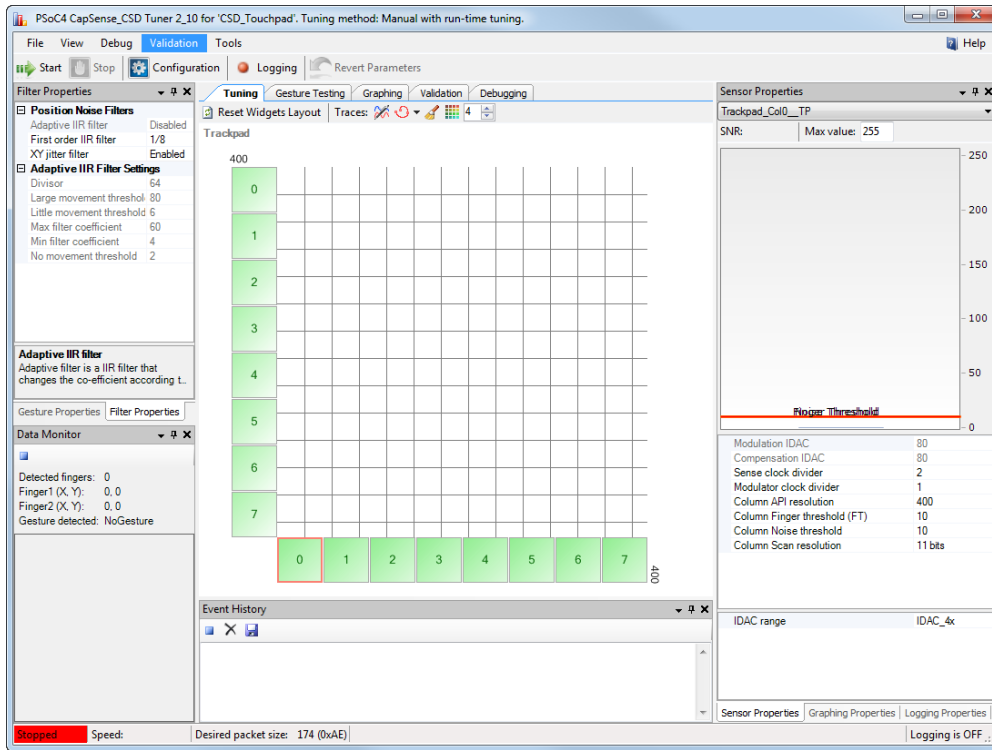 PSoC4 CapSense_CSD Tuner 2_10 for 'CSD_Touchpad'. Tuning method: Manual with run-time tuning.
File View Debug Validation Tools Help
Start Stop Configuration Logging Revert Parameters
Filter Properties
Position Noise Filters
Adaptive IIR filter Disabled
First order IIR filter 1/8
XY jitter filter Enabled
Adaptive IIR Filter Settings
Divisor 64
Large movement threshol 80
Little movement threshold 6
Max filter coefficient 60
Min filter coefficient 4
No movement threshold 2
Adaptive IIR filter
Adaptive filter is a IIR filter that
changes the co-efficient according t...
Gesture Properties Filter Properties
Data Monitor
Detected fingers: 0
Finger1 (X, Y): 0, 0
Finger2 (X, Y): 0, 0
Gesture detected: NoGesture
Tuning Gesture Testing Graphing Validation Debugging
Reset Widgets Layout Traces: 4
Trackpad
400
0
1
2
3
4
5
6
7
0 1 2 3 4 5 6 7
400
Event History
Sensor Properties
Trackpad_Col0__TP
SNR: Max value: 255
250
200
150
100
50
Finger Threshold
0
Modulation IDAC 80
Compensation IDAC 80
Sense clock divider 2
Modulator clock divider 1
Column API resolution 400
Column Finger threshold (FT) 10
Column Noise threshold 10
Column Scan resolution 11 bits
IDAC range IDAC_4x
Sensor Properties Graphing Properties Logging Properties
Stopped Speed: Desired packet size: 174 (0xAE) Logging is OFF